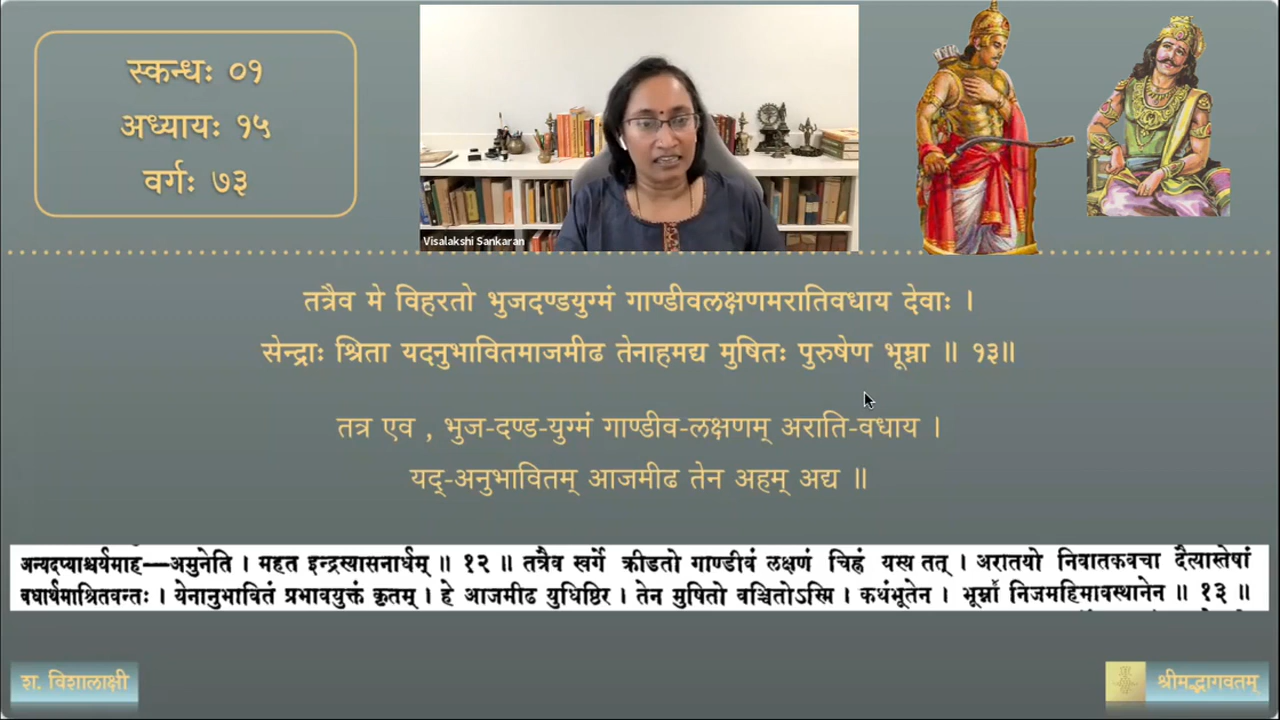 स्कन्धः ०१
अध्यायः १५
वर्गः ७३
Visalakshi Sankaran
तत्रैव मे विहरतो भुजदण्डयुग्मं गाण्डीवलक्षणमरातिवधाय देवाः ।
सेन्द्राः श्रिता यदनुभावितमाजमीढ तेनाहमद्य मुषितः पुरुषेण भूम्ना ॥ १३॥
तत्र एव , भुज-दण्ड-युग्मं गाण्डीव-लक्षणम् अराति-वधाय ।
यद्-अनुभावितम् आजमीढ तेन अहम् अद्य ॥
अन्यदप्याश्चर्यमाह—अमुनेति । महत इन्द्रस्यासनार्धम् ॥ १२ ॥ तत्रैव स्वर्गे क्रीडतो गाण्डीवं लक्षणं चिह्नं यस्य तत् । अरातयो निवातकवचा दैत्यास्तेषां
वधार्थमाश्रितवन्तः । येनानुभावितं प्रभावयुक्तं कृतम् । हे आजमीढ युधिष्ठिर । तेन मुषितो वञ्चितोऽस्मि । कथंभूतेन । भूम्ना निजमहिमावस्थानेन ॥ १३ ॥
श. विशालाक्षी
श्रीमद्भागवतम्